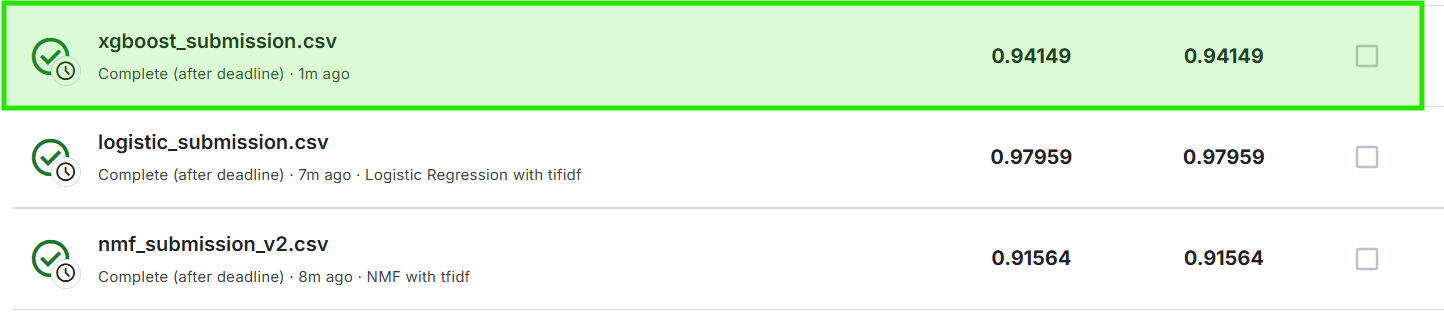 xgboost_submission.csv
Complete (after deadline) · 1m ago
0.94149 0.94149
logistic_submission.csv
Complete (after deadline) · 7m ago · Logistic Regression with tifidf
0.97959 0.97959
nmf_submission_v2.csv
Complete (after deadline) · 8m ago · NMF with tfidf
0.91564 0.91564